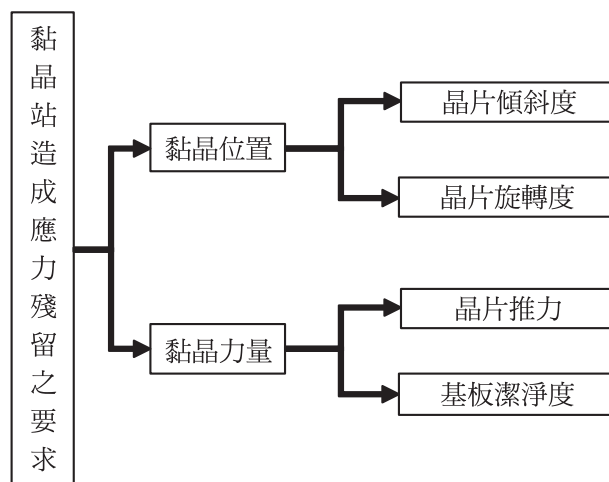 黏晶站造成應力殘留之要求
黏晶位置
晶片傾斜度
晶片旋轉度
黏晶力量
晶片推力
基板潔淨度